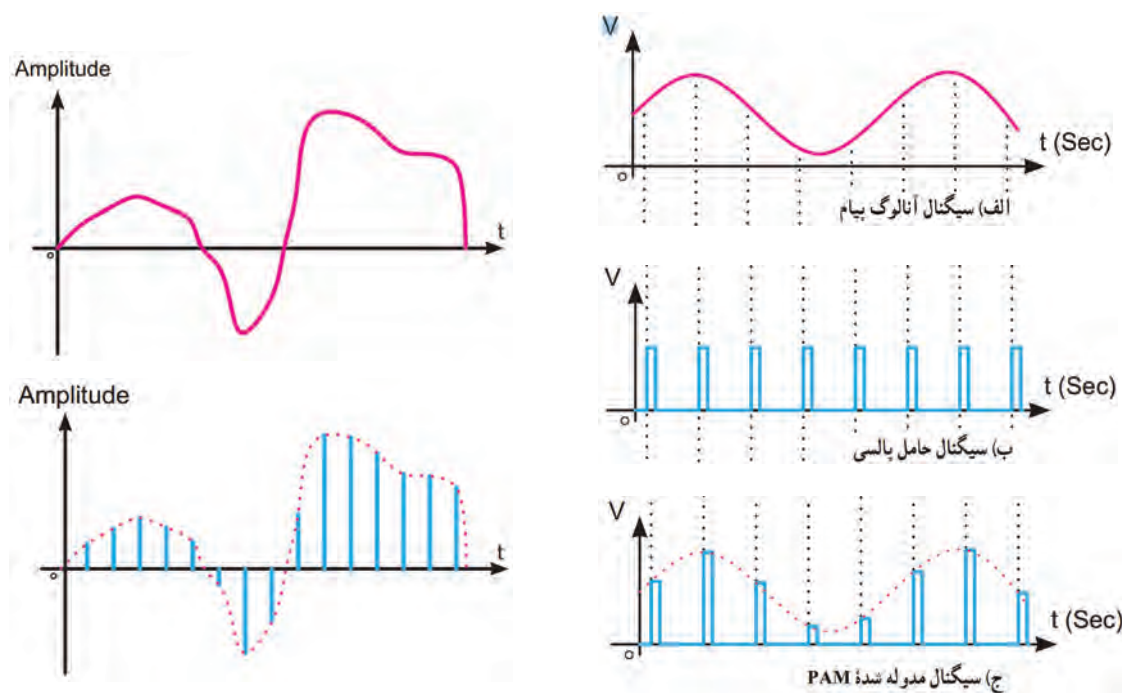 Amplitude
t
o
Amplitude
t
o
V
t (Sec)
o
الف) سیگنال آنالوگ پیام
V
t (Sec)
o
ب) سیگنال حامل پالسی
V
t (Sec)
o
ج) سیگنال مدوله شدهٔ PAM